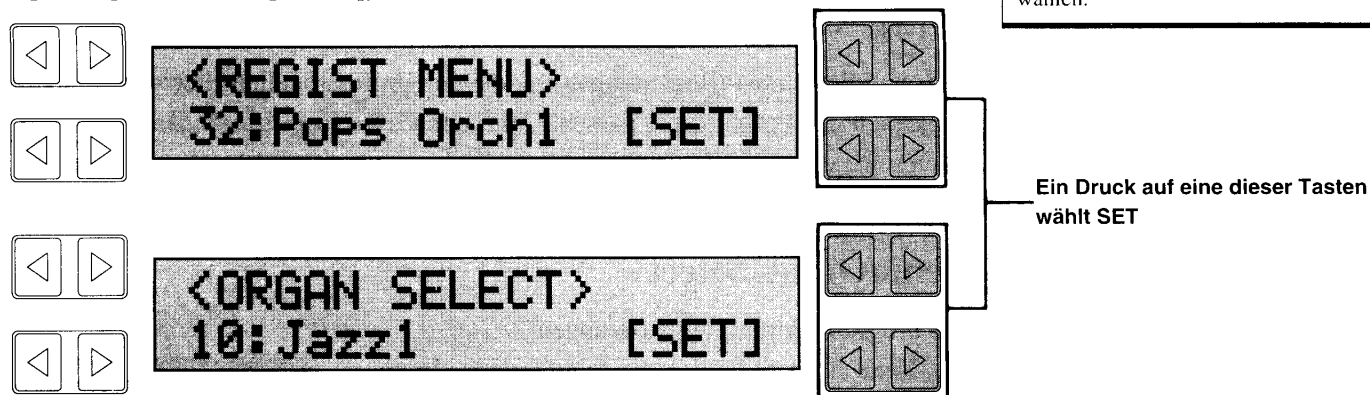 wählen.
<REGIST MENU>
32:Pops Orch1 [SET]
Ein Druck auf eine dieser Tasten
wählt SET
<ORGAN SELECT>
10:Jazz1 [SET]